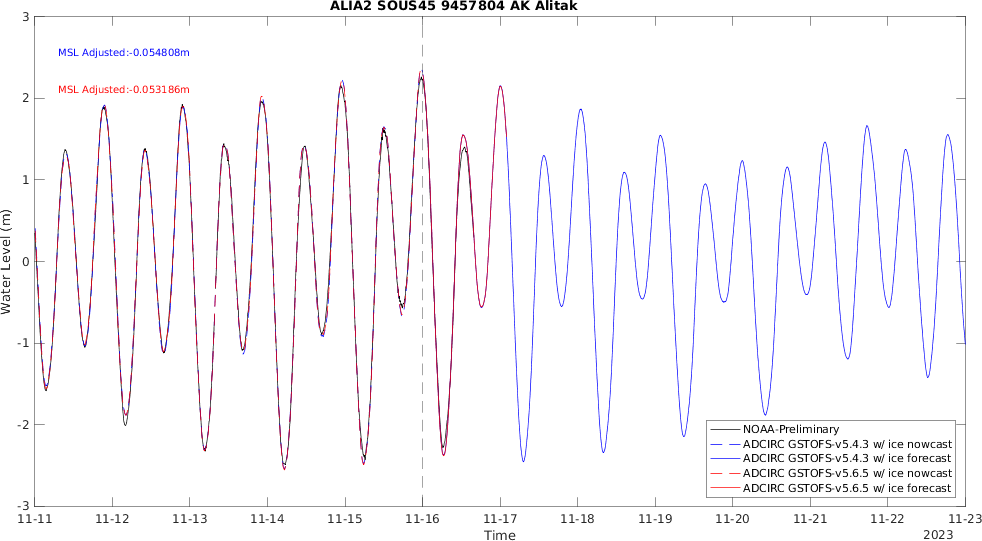 ALIA2 SOUS45 9457804 AK Alitak
MSL Adjusted:-0.054808m
MSL Adjusted:-0.053186m
Water Level (m)
3
2
1
0
-1
-2
-3
NOAA-Preliminary
ADCIRC GSTOFS-v5.4.3 w/ ice nowcast
ADCIRC GSTOFS-v5.4.3 w/ ice forecast
ADCIRC GSTOFS-v5.6.5 w/ ice nowcast
ADCIRC GSTOFS-v5.6.5 w/ ice forecast
11-11 11-12 11-13 11-14 11-15 11-16 11-17 11-18 11-19 11-20 11-21 11-22 11-23
Time
2023